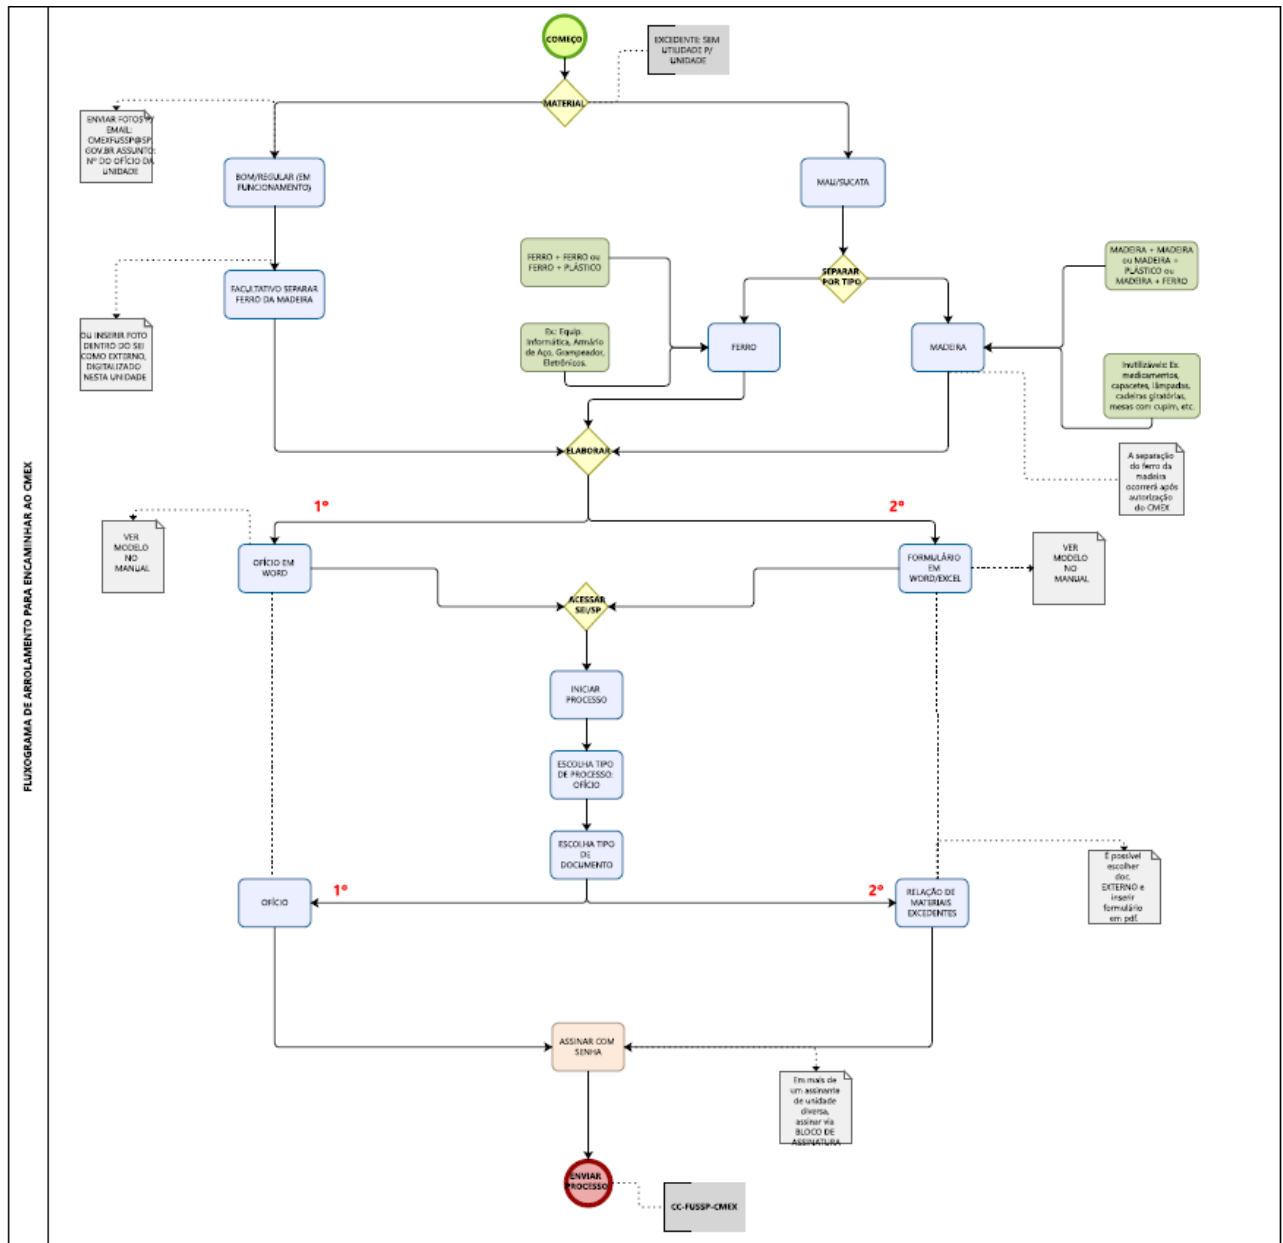 FLUXOGRAMA DE ARROLAMENTO PARA ENCAMINHAR AO CMEX
COMEÇO
EXCEDENTE: SEM
UTILIDADE P/
UNIDADE
MATERIAL
ENVIAR FOTOS P/
EMAIL:
CMEXFUSSP@SP.
GOV.BR ASSUNTO:
Nº DO OFÍCIO DA
UNIDADE
BOM/REGULAR (EM
FUNCIONAMENTO)
MAU/SUCATA
FERRO + FERRO ou
FERRO + PLÁSTICO
SEPARAR
POR TIPO
MADEIRA + MADEIRA
ou MADEIRA +
PLÁSTICO ou
MADEIRA + FERRO
FACULTATIVO SEPARAR
FERRO DA MADEIRA
OU INSERIR FOTO
DENTRO DO SEI
COMO EXTERNO,
DIGITALIZADO
NESTA UNIDADE
Ex.: Equip.
Informática, Armário
de Aço, Grampeador,
Eletrônicos.
FERRO
MADEIRA
Inutilizáveis: Ex.
medicamentos,
capacetes, lâmpadas,
cadeiras giratórias,
mesas com cupim, etc.
ELABORAR
A separação
do ferro da
madeira
ocorrerá após
autorização
do CMEX
1º
2º
VER
MODELO
NO
MANUAL
OFÍCIO EM
WORD
FORMULÁRIO
EM
WORD/EXCEL
VER
MODELO
NO
MANUAL
ACESSAR
SEI/SP
INICIAR
PROCESSO
ESCOLHA TIPO
DE PROCESSO:
OFÍCIO
ESCOLHA TIPO
DE
DOCUMENTO
1º
2º
OFÍCIO
RELAÇÃO DE
MATERIAIS
EXCEDENTES
É possível
escolher
doc.
EXTERNO e
inserir
formulário
em pdf.
ASSINAR COM
SENHA
Em mais de
um assinante
de unidade
diversa,
assinar via
BLOCO DE
ASSINATURA
ENVIAR
PROCESSO
CC-FUSSP-CMEX